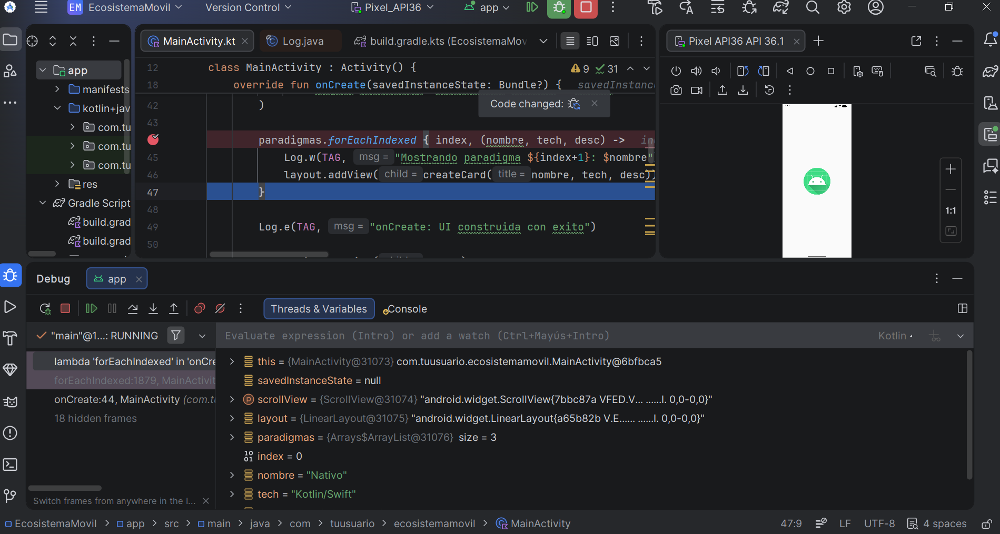 EM EcosistemaMovil Version Control Pixel_API36 app
MainActivity.kt Log.java build.gradle.kts (EcosistemaMov
Pixel API36 API 36.1
app
manifests
kotlin+jav
com.tu
com.tu
com.tu
res
Gradle Script
build.grad
build.grad
12 class MainActivity : Activity() { 9 31
18 override fun onCreate(savedInstanceState: Bundle?) { savedInstanc
42 )
Code changed:
43
paradigmas.forEachIndexed { index, (nombre, tech, desc) -> in
45 Log.w(TAG, msg = "Mostrando paradigma ${index+1}: $nombre"
46 layout.addView( child = createCard( title = nombre, tech, desc))
47 }
48
49 Log.e(TAG, msg = "onCreate: UI construida con exito")
50
1:1
Debug app
Threads & Variables Console
"main"@1...: RUNNING
Evaluate expression (Intro) or add a watch (Ctrl+Mayús+Intro) Kotlin
lambda 'forEachIndexed' in 'onCre
forEachIndexed:1879, MainActivit
onCreate:44, MainActivity (com.tu
18 hidden frames
Switch frames from anywhere in the I...
this = {MainActivity@31073} com.tuusuario.ecosistemamovil.MainActivity@6bfbca5
savedInstanceState = null
scrollView = {ScrollView@31074} "android.widget.ScrollView{7bbc87a VFED.V... ......I. 0,0-0,0}"
layout = {LinearLayout@31075} "android.widget.LinearLayout{a65b82b V.E...... ......I. 0,0-0,0}"
paradigmas = {Arrays$ArrayList@31076} size = 3
index = 0
nombre = "Nativo"
tech = "Kotlin/Swift"
EcosistemaMovil > app > src > main > java > com > tuusuario > ecosistemamovil > MainActivity
47:9 LF UTF-8 4 spaces